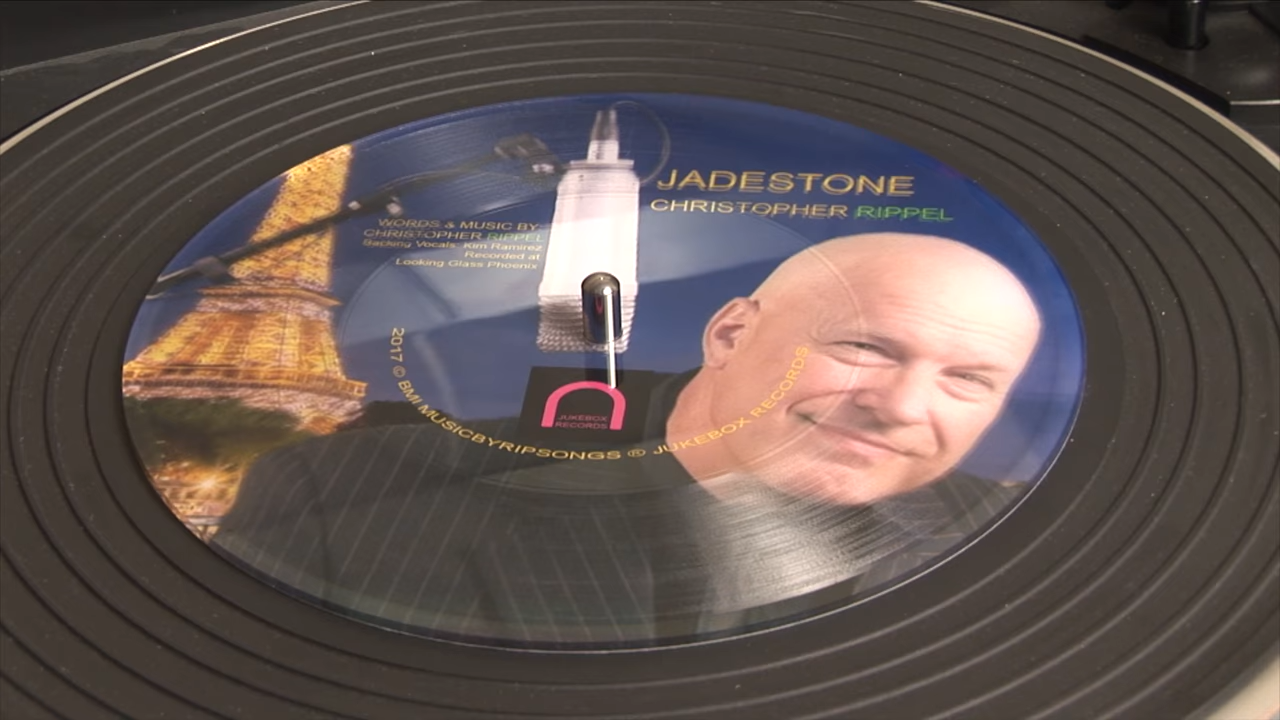 JADESTONE
CHRISTOPHER RIPPEL
WORDS & MUSIC BY
CHRISTOPHER RIPPEL
Backing Vocals: Kim Ramirez
Recorded at
Looking Glass Phoenix
JUKEBOX
RECORDS
2017 © BMI MUSICBYRIPSONGS ® JUKEBOX RECORDS